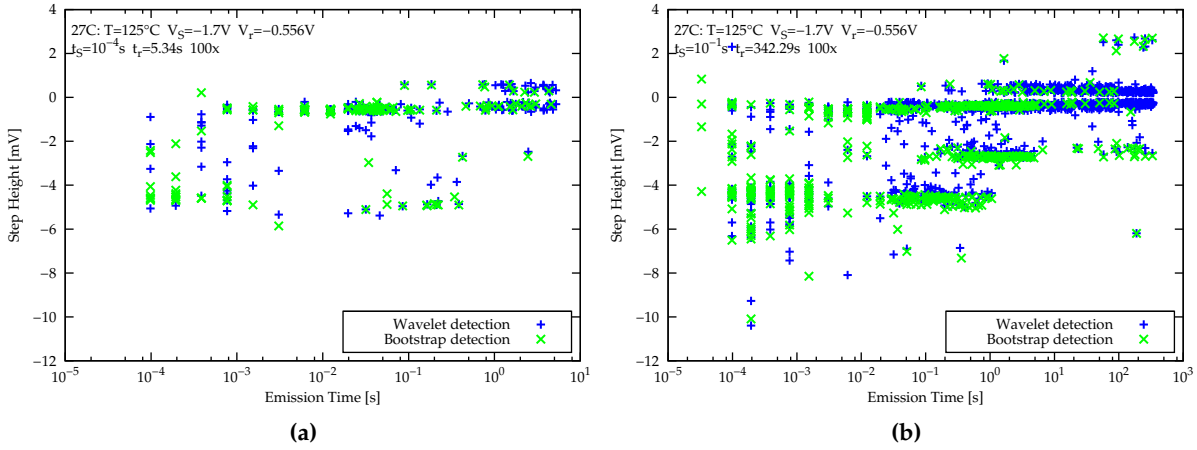 27C: T=125°C V_S=−1.7V V_r=−0.556V
t_S=10^−4s t_r=5.34s 100x
Step Height [mV]
4
2
0
−2
−4
−6
−8
−10
−12
Wavelet detection
Bootstrap detection
10^−5 10^−4 10^−3 10^−2 10^−1 10^0 10^1
Emission Time [s]
(a)
27C: T=125°C V_S=−1.7V V_r=−0.556V
t_S=10^−1s t_r=342.29s 100x
Step Height [mV]
4
2
0
−2
−4
−6
−8
−10
−12
Wavelet detection
Bootstrap detection
10^−5 10^−4 10^−3 10^−2 10^−1 10^0 10^1 10^2 10^3
Emission Time [s]
(b)